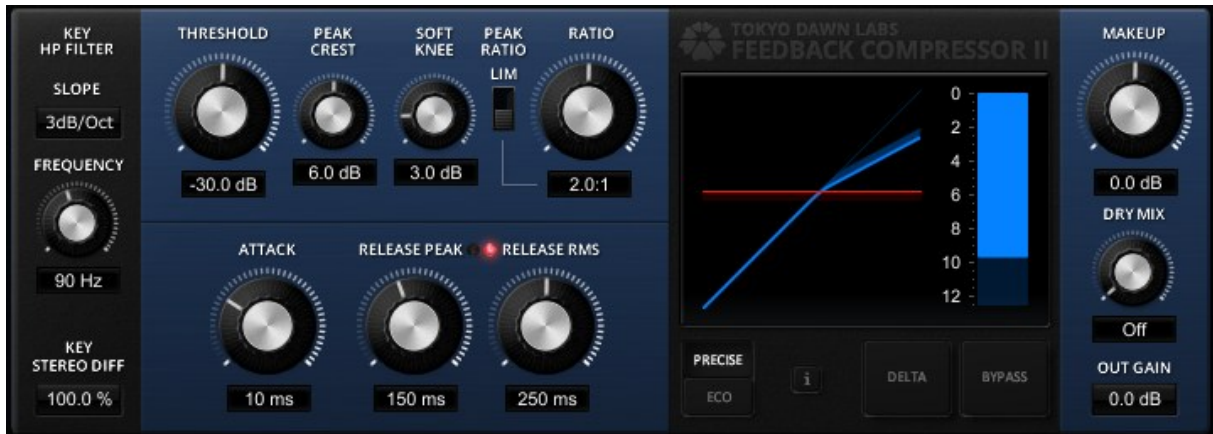 KEY
HP FILTER
SLOPE
3dB/Oct
FREQUENCY
90 Hz
KEY
STEREO DIFF
100.0 %
THRESHOLD
-30.0 dB
PEAK
CREST
6.0 dB
SOFT
KNEE
3.0 dB
PEAK
RATIO
LIM
RATIO
2.0:1
ATTACK
10 ms
RELEASE PEAK
150 ms
RELEASE RMS
250 ms
TOKYO DAWN LABS
FEEDBACK COMPRESSOR II
0
2
4
6
8
10
12
PRECISE
ECO
i
DELTA
BYPASS
MAKEUP
0.0 dB
DRY MIX
Off
OUT GAIN
0.0 dB